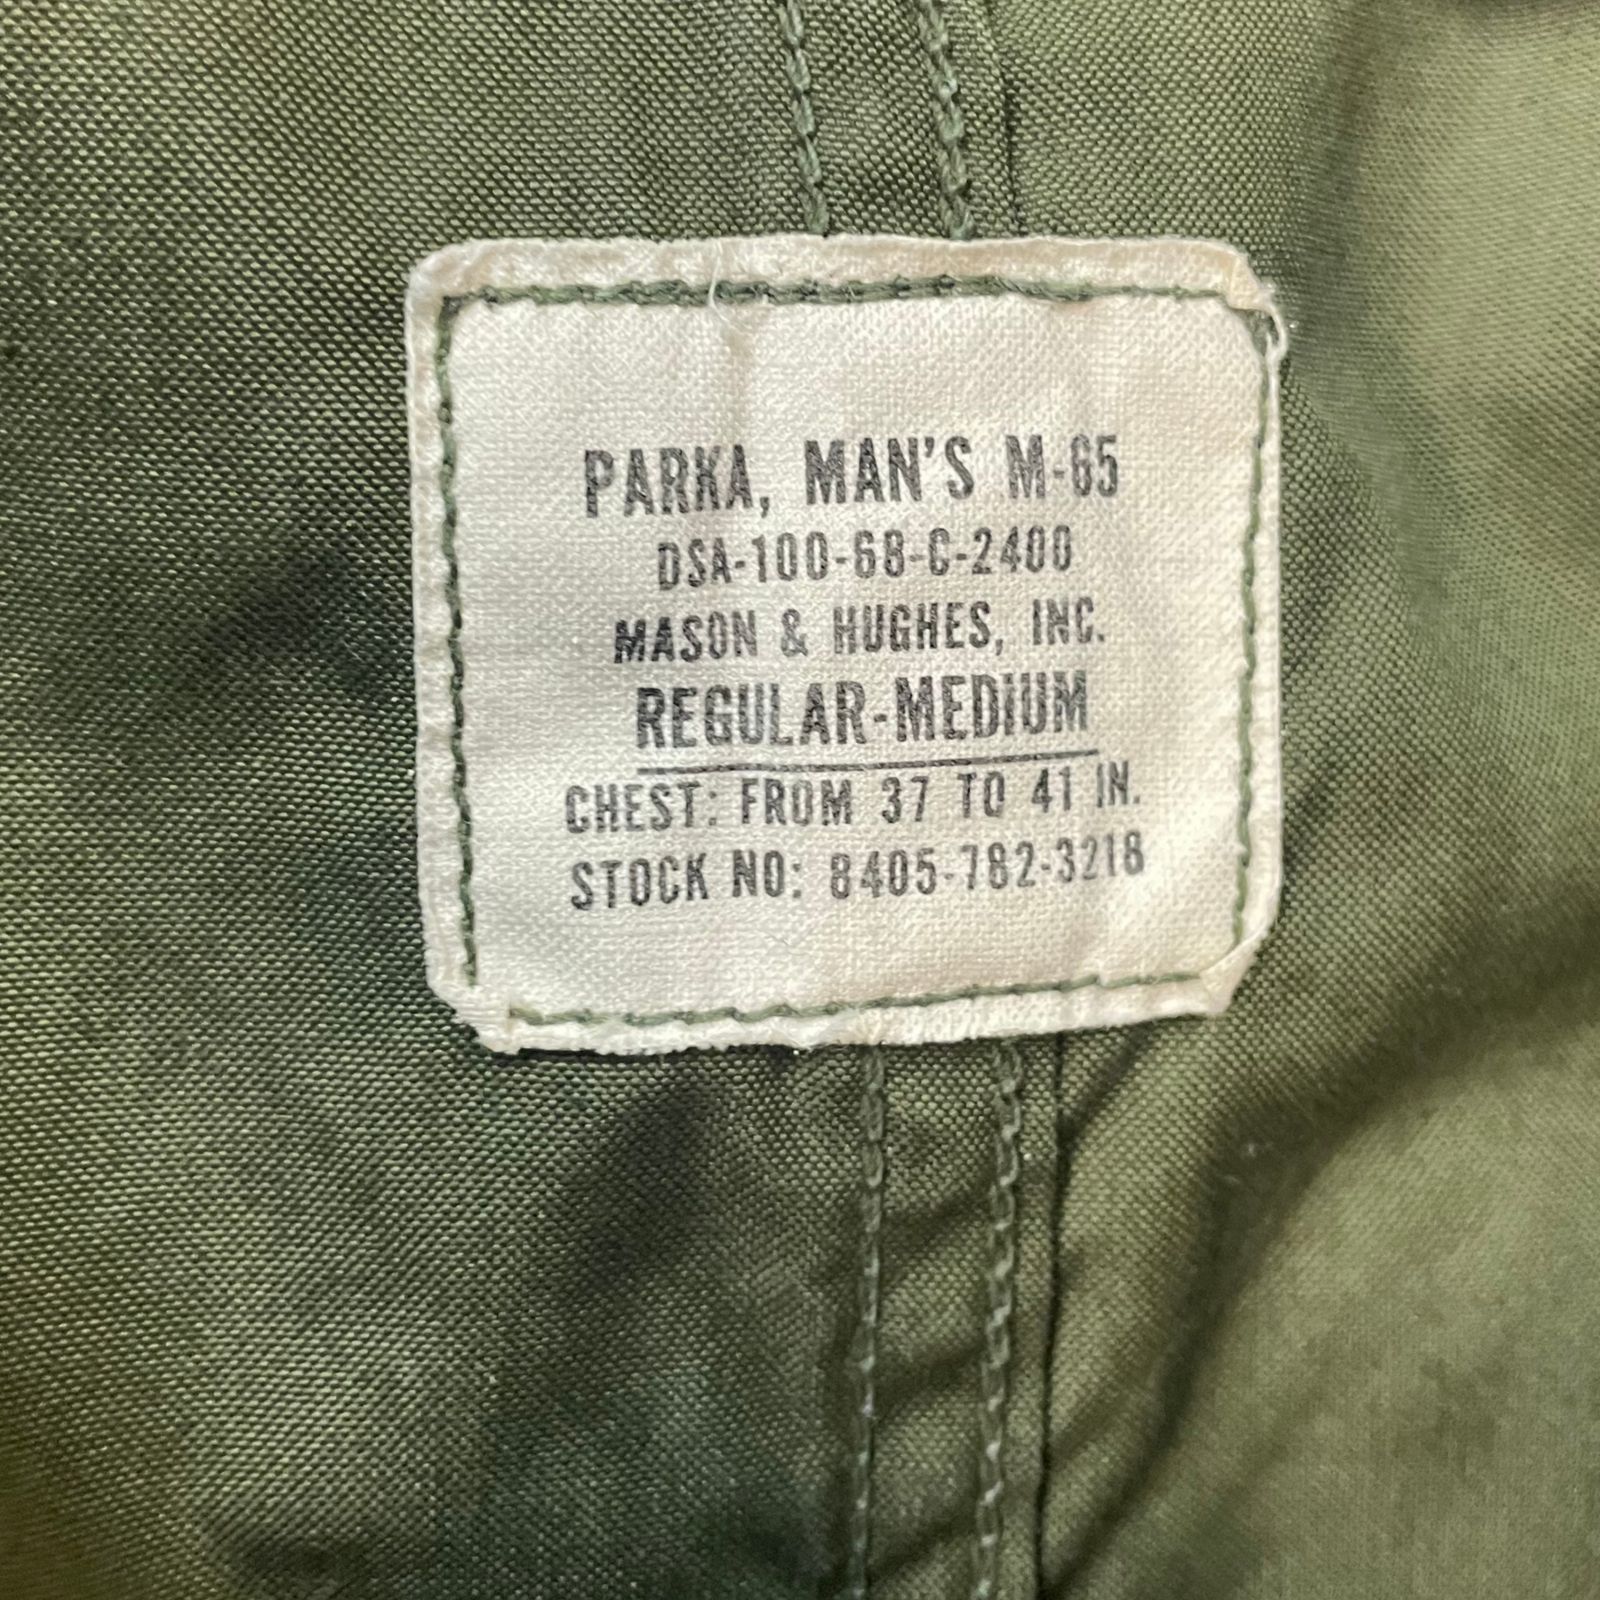 PARKA, MAN'S M-65
DSA-100-68-C-2400
MASON & HUGHES, INC.
REGULAR-MEDIUM
CHEST: FROM 37 TO 41 IN.
STOCK NO: 8405-782-3218